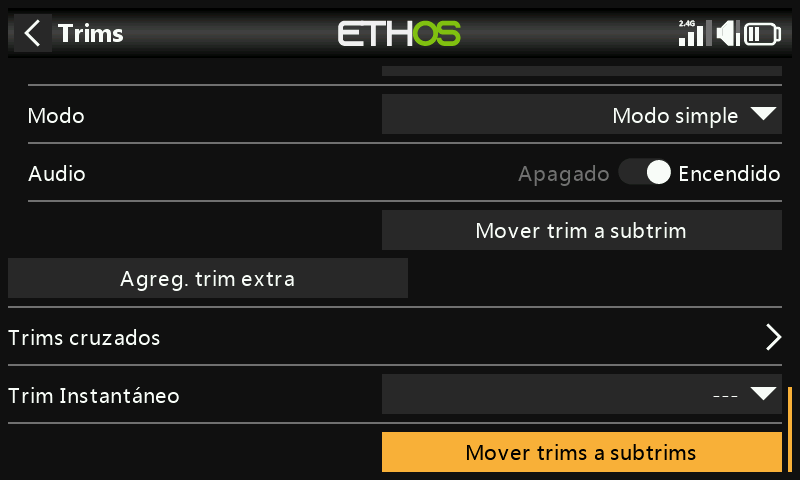 Trims
ETHOS
2.4G
Modo
Modo simple
Audio
Apagado
Encendido
Mover trim a subtrim
Agreg. trim extra
Trims cruzados
Trim Instantáneo
---
Mover trims a subtrims